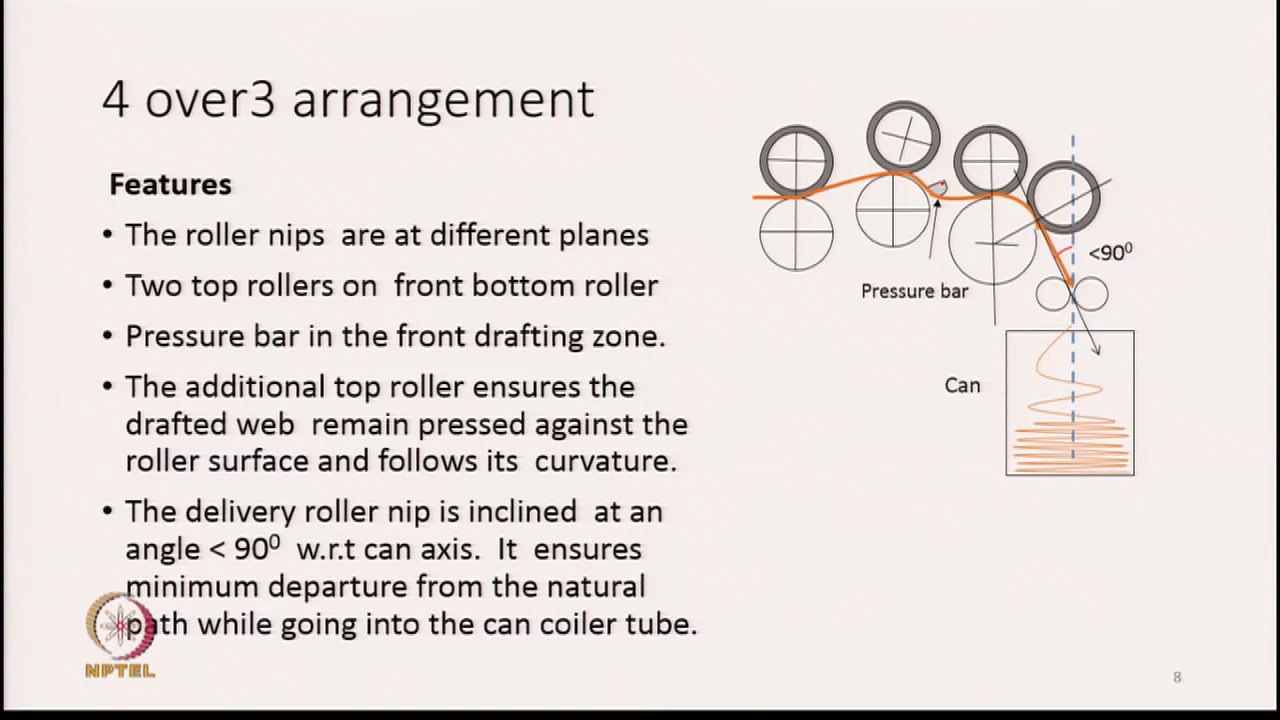 4 over3 arrangement
Features
• The roller nips are at different planes
• Two top rollers on front bottom roller
• Pressure bar in the front drafting zone.
• The additional top roller ensures the
drafted web remain pressed against the
roller surface and follows its curvature.
• The delivery roller nip is inclined at an
angle < 90⁰ w.r.t can axis. It ensures
minimum departure from the natural
path while going into the can coiler tube.
<90⁰
Pressure bar
Can
NPTEL
8